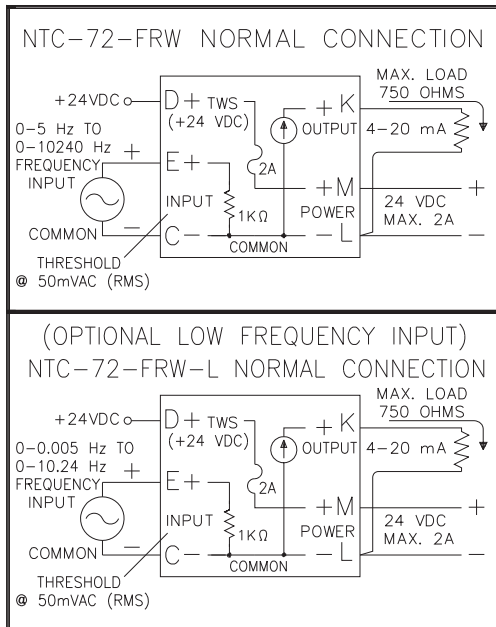 NTC-72-FRW NORMAL CONNECTION
MAX. LOAD
750 OHMS
+24VDC
D+ TWS
(+24 VDC)
+ K
OUTPUT
4-20 mA
0-5 Hz TO
0-10240 Hz
FREQUENCY
INPUT
+
E+
2A
INPUT
1KΩ
+M
POWER
24 VDC
MAX. 2A
+
COMMON
−
C−
COMMON
−L
−
THRESHOLD
@ 50mVAC (RMS)
(OPTIONAL LOW FREQUENCY INPUT)
NTC-72-FRW-L NORMAL CONNECTION
MAX. LOAD
750 OHMS
+24VDC
D+ TWS
(+24 VDC)
+ K
OUTPUT
4-20 mA
0-0.005 Hz TO
0-10.24 Hz
FREQUENCY
INPUT
+
E+
2A
INPUT
1KΩ
+M
POWER
24 VDC
MAX. 2A
+
COMMON
−
C−
COMMON
−L
−
THRESHOLD
@ 50mVAC (RMS)